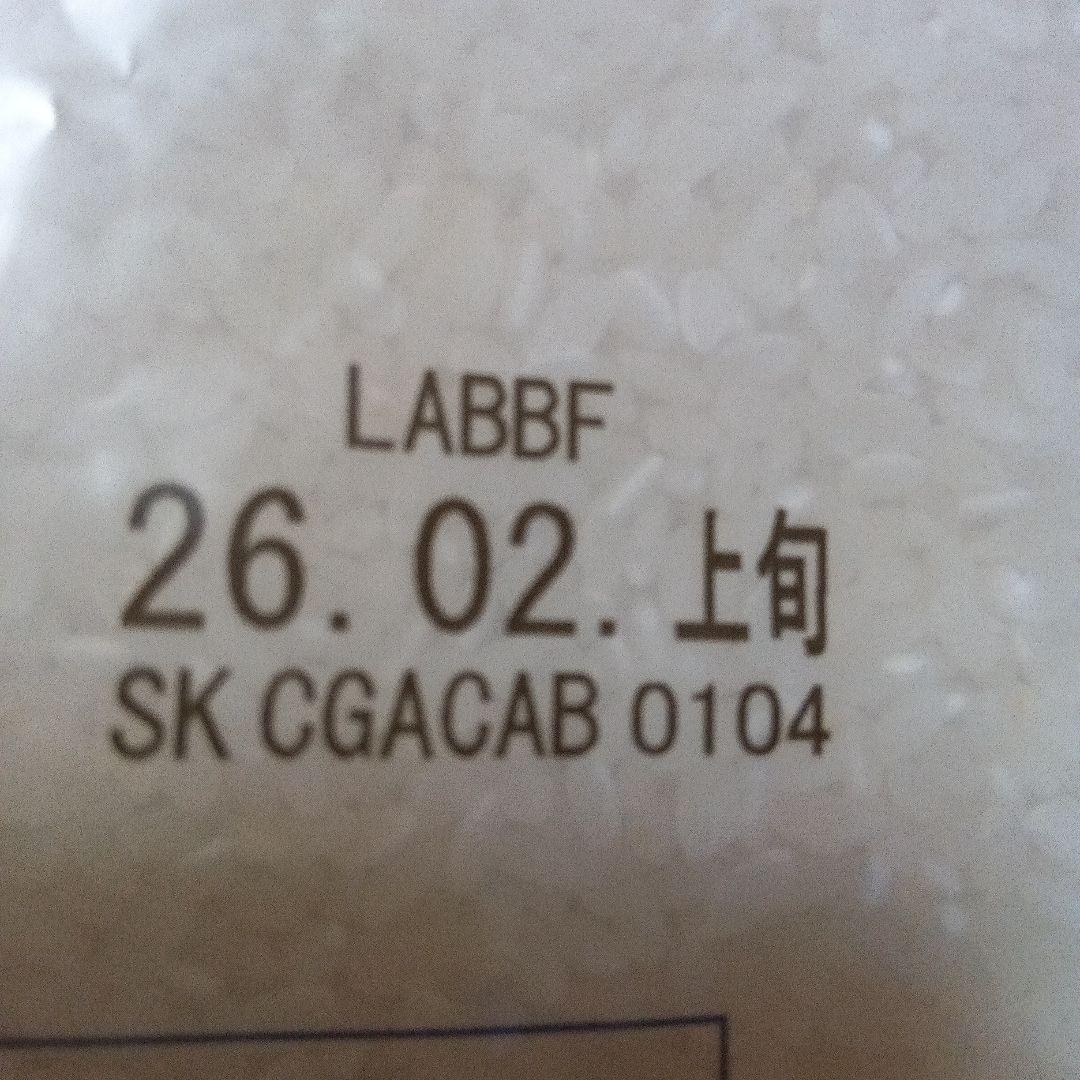 LABBF
26. 02. 上旬
SK CGACAB 0104